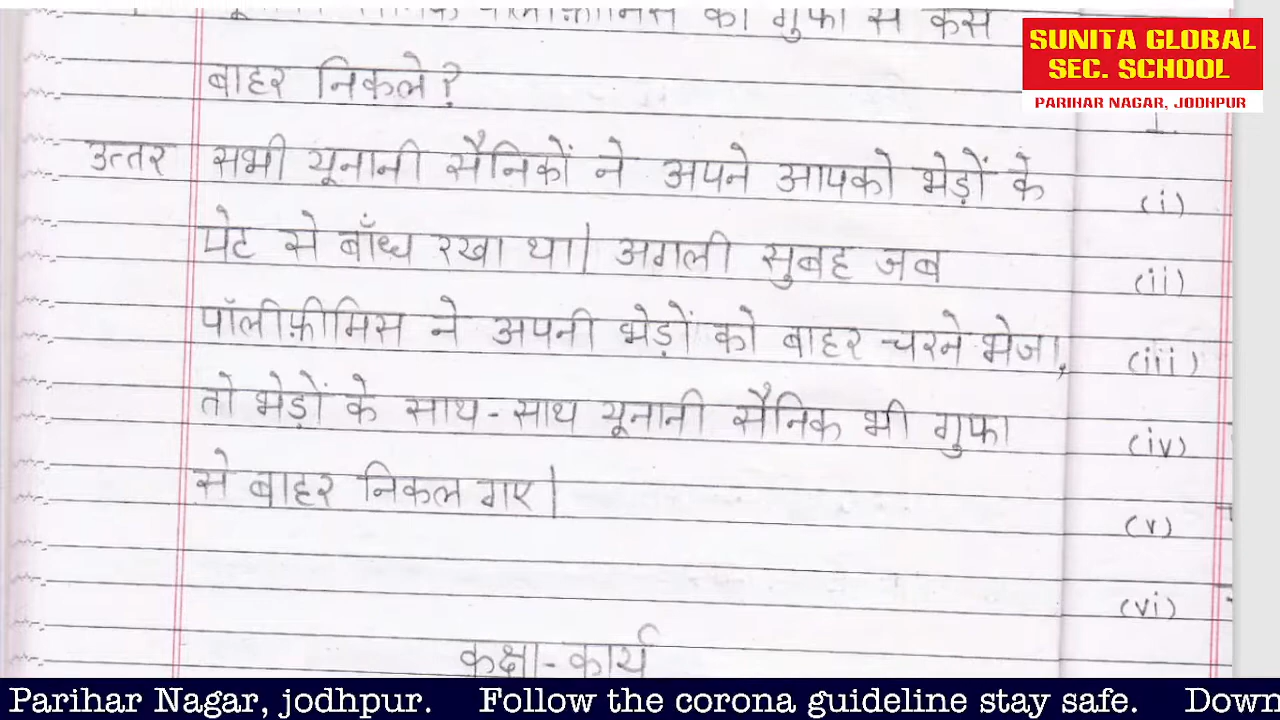 की गुफा से कैसे
बाहर निकले?
उत्तर सभी यूनानी सैनिकों ने अपने आपको भेड़ों के
पेट से बाँध रखा था। अगली सुबह जब
पॉलीफ़ीमिस ने अपनी भेड़ों को बाहर चरने भेजा,
तो भेड़ों के साथ-साथ यूनानी सैनिक भी गुफा
से बाहर निकल गए।
कक्षा-कार्य
1.
(i)
(ii)
(iii)
(iv)
(v)
(vi)
SUNITA GLOBAL
SEC. SCHOOL
PARIHAR NAGAR, JODHPUR
Parihar Nagar, jodhpur. Follow the corona guideline stay safe. Down